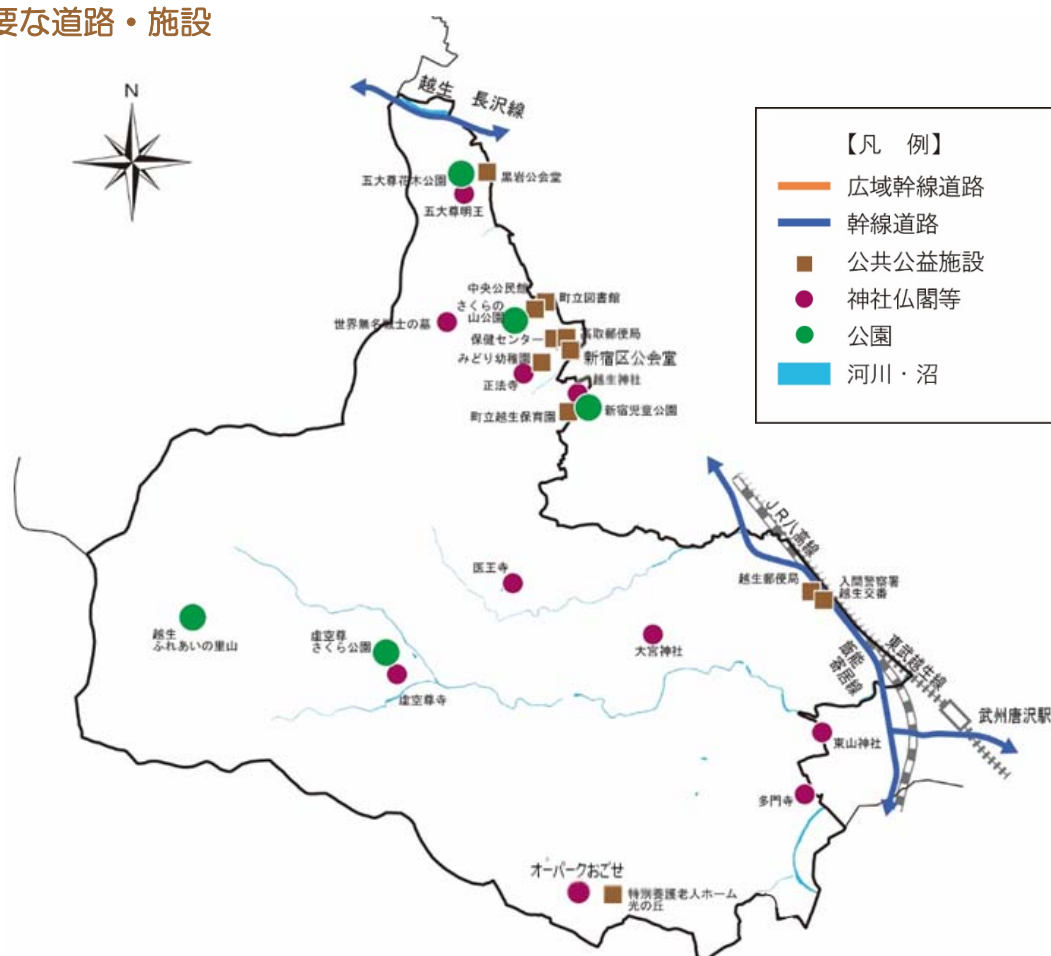 要な道路・施設
N
越生 長沢線
【凡 例】
広域幹線道路
幹線道路
公共公益施設
神社仏閣等
公園
河川・沼
五大尊花木公園
黒岩公会堂
五大尊明王
中央公民館
町立図書館
さくらの
山公園
世界無名戦士の墓
保健センター
高取郵便局
みどり幼稚園
新宿区公会堂
正法寺
越生神社
町立越生保育園
新宿児童公園
JR八高線
医王寺
越生郵便局
入間警察署
越生交番
越生
ふれあいの里山
虚空尊
さくら公園
大宮神社
東武越生線
飯能
寄居線
虚空尊寺
武州唐沢駅
東山神社
多門寺
オーパークおごせ
特別養護老人ホーム
光の丘